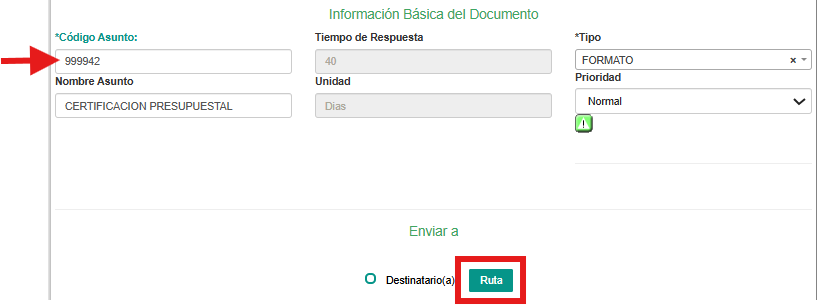 Información Básica del Documento
*Código Asunto: Tiempo de Respuesta *Tipo
999942 40 FORMATO ×
Nombre Asunto Unidad Prioridad
CERTIFICACION PRESUPUESTAL Dias Normal
Enviar a
Destinatario(a) Ruta